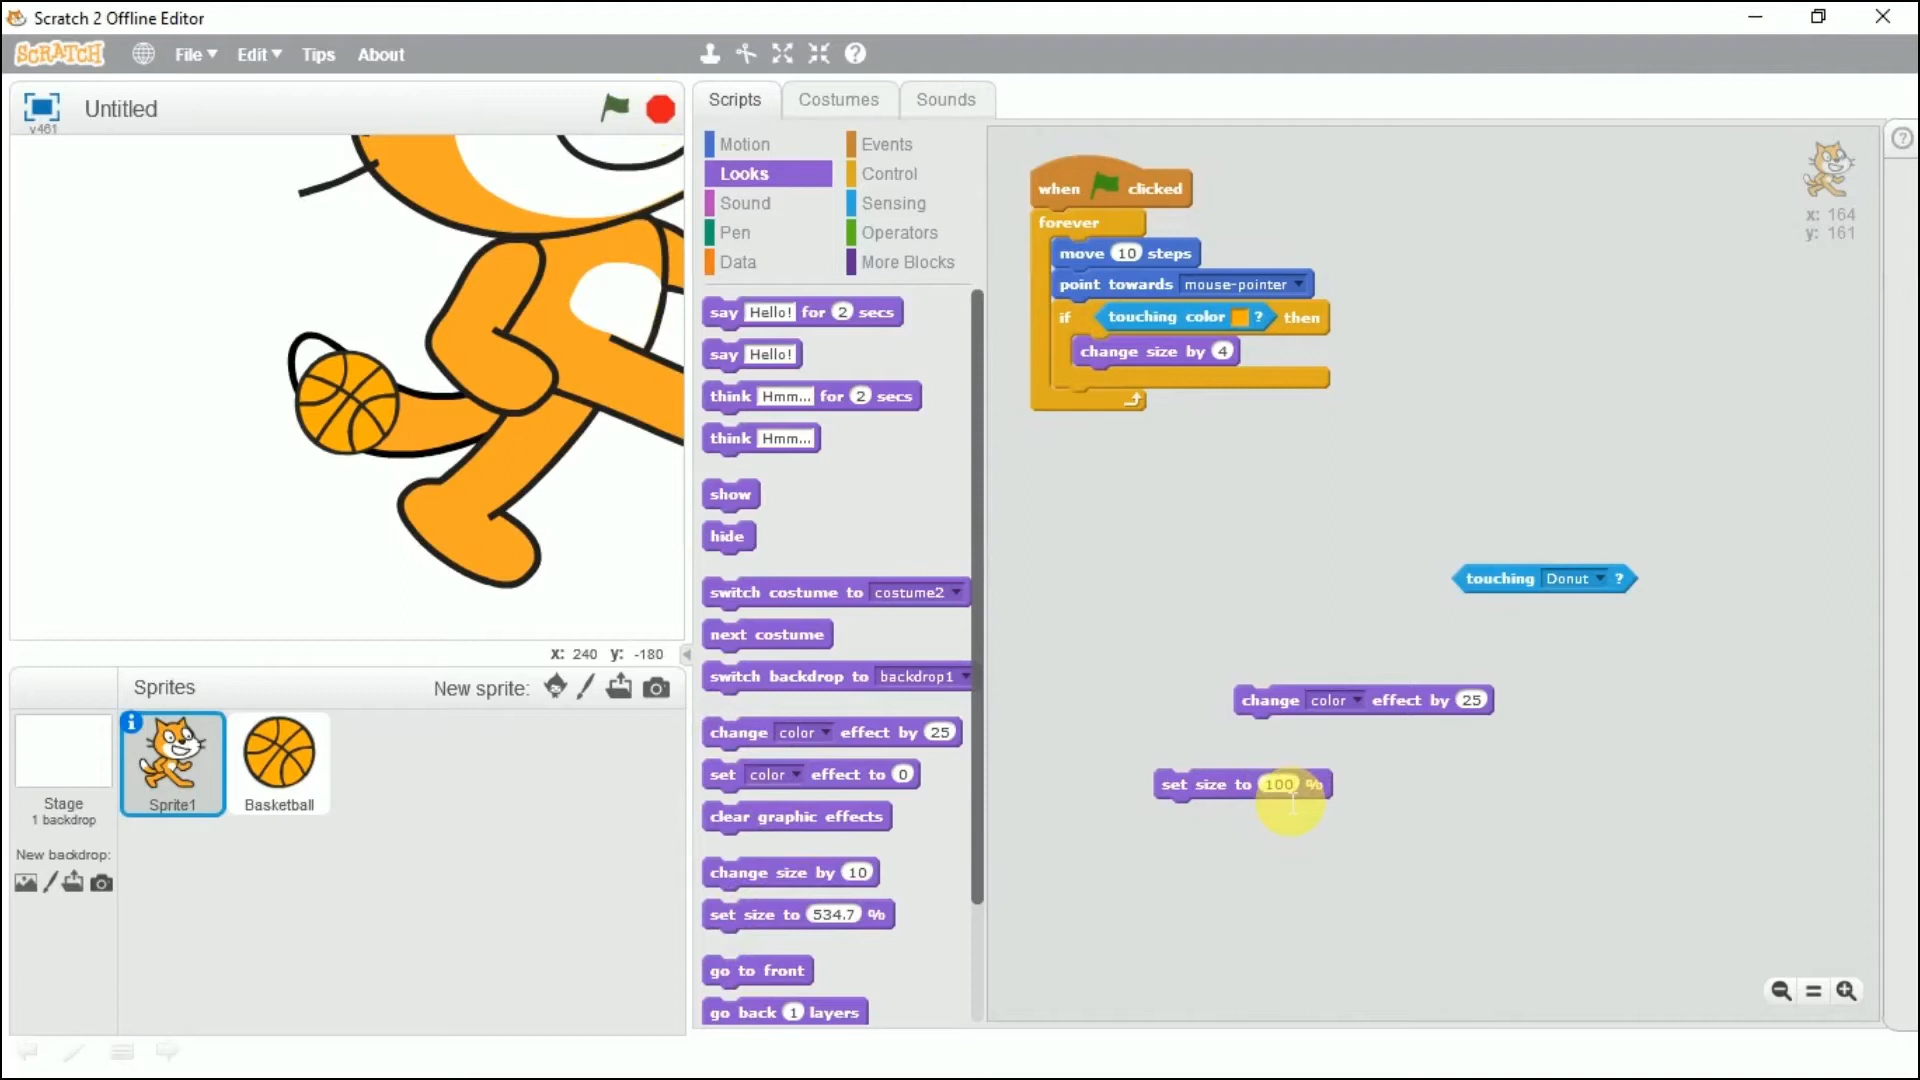 Scratch 2 Offline Editor
SCRATCH File Edit Tips About
v461 Untitled
Scripts Costumes Sounds
Motion Events
Looks Control
Sound Sensing
Pen Operators
Data More Blocks
say Hello! for 2 secs
say Hello!
think Hmm... for 2 secs
think Hmm...
show
hide
switch costume to costume2
next costume
switch backdrop to backdrop1
change color effect by 25
set color effect to 0
clear graphic effects
change size by 10
set size to 534.7 %
go to front
go back 1 layers
when clicked
forever
move 10 steps
point towards mouse-pointer
if touching color ? then
change size by 4
touching Donut ?
change color effect by 25
set size to 100 %
x: 164
y: 161
x: 240 y: -180
Sprites New sprite:
Stage
1 backdrop
New backdrop:
Sprite1
Basketball